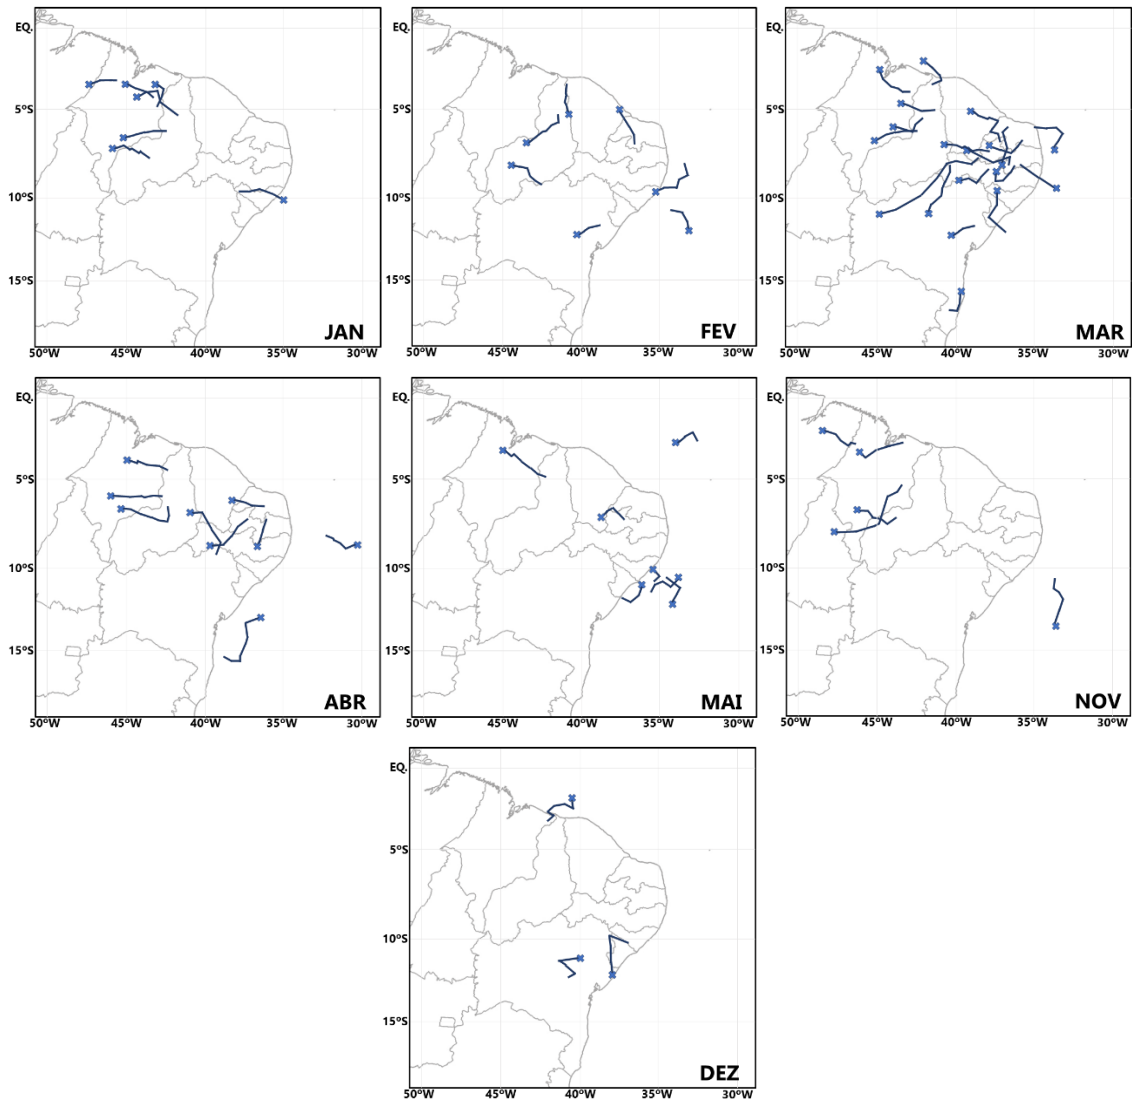 EQ. EQ. EQ.
5ºS 5ºS 5ºS
10ºS 10ºS 10ºS
15ºS 15ºS 15ºS
JAN FEV MAR
50ºW 45ºW 40ºW 35ºW 30ºW 50ºW 45ºW 40ºW 35ºW 30ºW 50ºW 45ºW 40ºW 35ºW 30ºW
EQ. EQ. EQ.
5ºS 5ºS 5ºS
10ºS 10ºS 10ºS
15ºS 15ºS 15ºS
ABR MAI NOV
50ºW 45ºW 40ºW 35ºW 30ºW 50ºW 45ºW 40ºW 35ºW 30ºW 50ºW 45ºW 40ºW 35ºW 30ºW
EQ.
5ºS
10ºS
15ºS
DEZ
50ºW 45ºW 40ºW 35ºW 30ºW